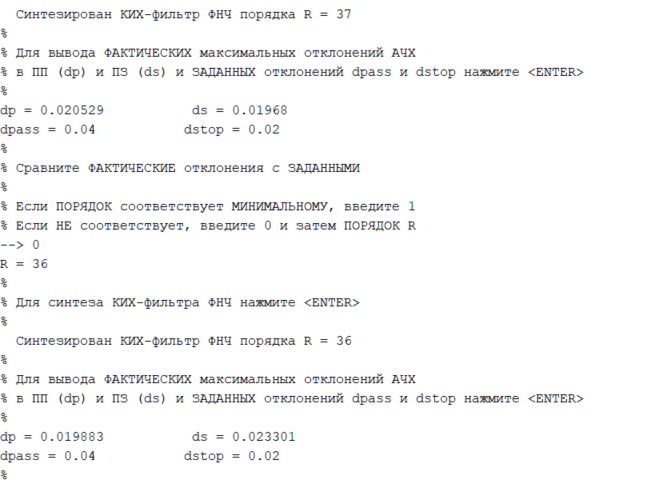 Синтезирован КИХ-фильтр ФНЧ порядка R = 37
%
% Для вывода ФАКТИЧЕСКИХ максимальных отклонений АЧХ
% в ПП (dp) и ПЗ (ds) и ЗАДАННЫХ отклонений dpass и dstop нажмите <ENTER>
%
dp = 0.020529 ds = 0.01968
dpass = 0.04 dstop = 0.02
%
% Сравните ФАКТИЧЕСКИЕ отклонения с ЗАДАННЫМИ
%
% Если ПОРЯДОК соответствует МИНИМАЛЬНОМУ, введите 1
% Если НЕ соответствует, введите 0 и затем ПОРЯДОК R
--> 0
R = 36
%
% Для синтеза КИХ-фильтра ФНЧ нажмите <ENTER>
%
Синтезирован КИХ-фильтр ФНЧ порядка R = 36
%
% Для вывода ФАКТИЧЕСКИХ максимальных отклонений АЧХ
% в ПП (dp) и ПЗ (ds) и ЗАДАННЫХ отклонений dpass и dstop нажмите <ENTER>
%
dp = 0.019883 ds = 0.023301
dpass = 0.04 dstop = 0.02
%